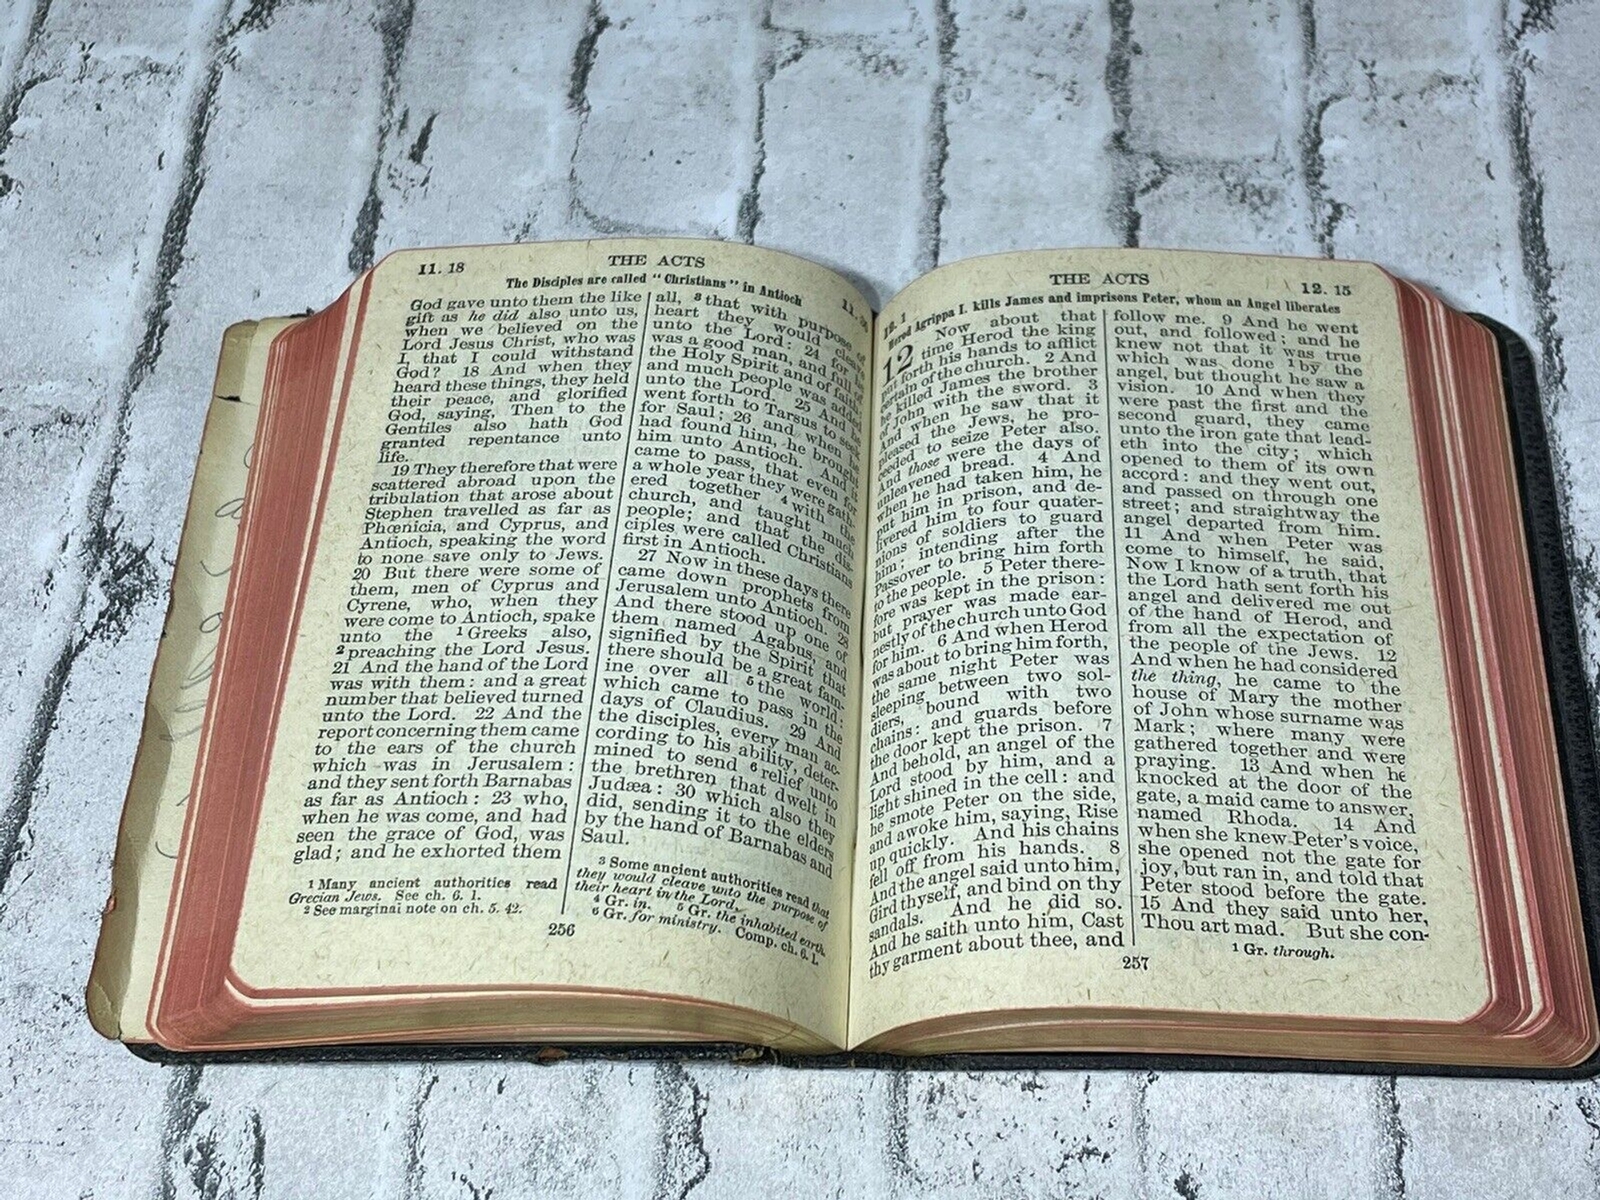 11. 18
THE ACTS
11. 30
The Disciples are called "Christians" in Antioch
God gave unto them the like
gift as he did also unto us,
when we believed on the
Lord Jesus Christ, who was
I, that I could withstand
God? 18 And when they
heard these things, they held
their peace, and glorified
God, saying, Then to the
Gentiles also hath God
granted repentance unto
life.
19 They therefore that were
scattered abroad upon the
tribulation that arose about
Stephen travelled as far as
Phœnicia, and Cyprus, and
Antioch, speaking the word
to none save only to Jews.
20 But there were some of
them, men of Cyprus and
Cyrene, who, when they
were come to Antioch, spake
unto the 1 Greeks also,
2 preaching the Lord Jesus.
21 And the hand of the Lord
was with them: and a great
number that believed turned
unto the Lord. 22 And the
report concerning them came
to the ears of the church
which was in Jerusalem:
and they sent forth Barnabas
as far as Antioch: 23 who,
when he was come, and had
seen the grace of God, was
glad; and he exhorted them
1 Many ancient authorities read
Grecian Jews. See ch. 6. 1.
2 See marginal note on ch. 5. 42.
all, 3 that with purpose of
heart they would cleave
unto the Lord: 24 for he
was a good man, and full of
the Holy Spirit and of faith:
and much people was added
unto the Lord. 25 And he
went forth to Tarsus to seek
for Saul; 26 and when he
had found him, he brought
him unto Antioch. And it
came to pass, that even for
a whole year they were gath-
ered together 4 with the
church, and taught much
people; and that the dis-
ciples were called Christians
first in Antioch.
27 Now in these days there
came down prophets from
Jerusalem unto Antioch. 28
And there stood up one of
them named Agabus, and
signified by the Spirit that
there should be a great fam-
ine over all 5 the world:
which came to pass in the
days of Claudius. 29 And
the disciples, every man ac-
cording to his ability, deter-
mined to send 6 relief unto
the brethren that dwelt in
Judæa: 30 which also they
did, sending it to the elders
by the hand of Barnabas and
Saul.
3 Some ancient authorities read that
they would cleave unto the purpose of
their heart in the Lord.
4 Gr. in. 5 Gr. the inhabited earth.
6 Gr. for ministry. Comp. ch. 6. 1.
256
12. 1
THE ACTS
12. 15
Herod Agrippa I. kills James and imprisons Peter, whom an Angel liberates
12 Now about that
time Herod the king
put forth his hands to afflict
certain of the church. 2 And
he killed James the brother
of John with the sword. 3
And when he saw that it
pleased the Jews, he pro-
ceeded to seize Peter also.
And those were the days of
unleavened bread. 4 And
when he had taken him, he
put him in prison, and de-
livered him to four quater-
nions of soldiers to guard
him; intending after the
Passover to bring him forth
to the people. 5 Peter there-
fore was kept in the prison:
but prayer was made ear-
nestly of the church unto God
for him. 6 And when Herod
was about to bring him forth,
the same night Peter was
sleeping between two sol-
diers, bound with two
chains: and guards before
the door kept the prison. 7
And behold, an angel of the
Lord stood by him, and a
light shined in the cell: and
he smote Peter on the side,
and awoke him, saying, Rise
up quickly. And his chains
fell off from his hands. 8
And the angel said unto him,
Gird thyself, and bind on thy
sandals. And he did so.
And he saith unto him, Cast
thy garment about thee, and
follow me. 9 And he went
out, and followed; and he
knew not that it was true
which was done 1 by the
angel, but thought he saw a
vision. 10 And when they
were past the first and the
second guard, they came
unto the iron gate that lead-
eth into the city; which
opened to them of its own
accord: and they went out,
and passed on through one
street; and straightway the
angel departed from him.
11 And when Peter was
come to himself, he said,
Now I know of a truth, that
the Lord hath sent forth his
angel and delivered me out
of the hand of Herod, and
from all the expectation of
the people of the Jews. 12
And when he had considered
the thing, he came to the
house of Mary the mother
of John whose surname was
Mark; where many were
gathered together and were
praying. 13 And when he
knocked at the door of the
gate, a maid came to answer,
named Rhoda. 14 And
when she knew Peter's voice,
she opened not the gate for
joy, but ran in, and told that
Peter stood before the gate.
15 And they said unto her,
Thou art mad. But she con-
1 Gr. through.
257